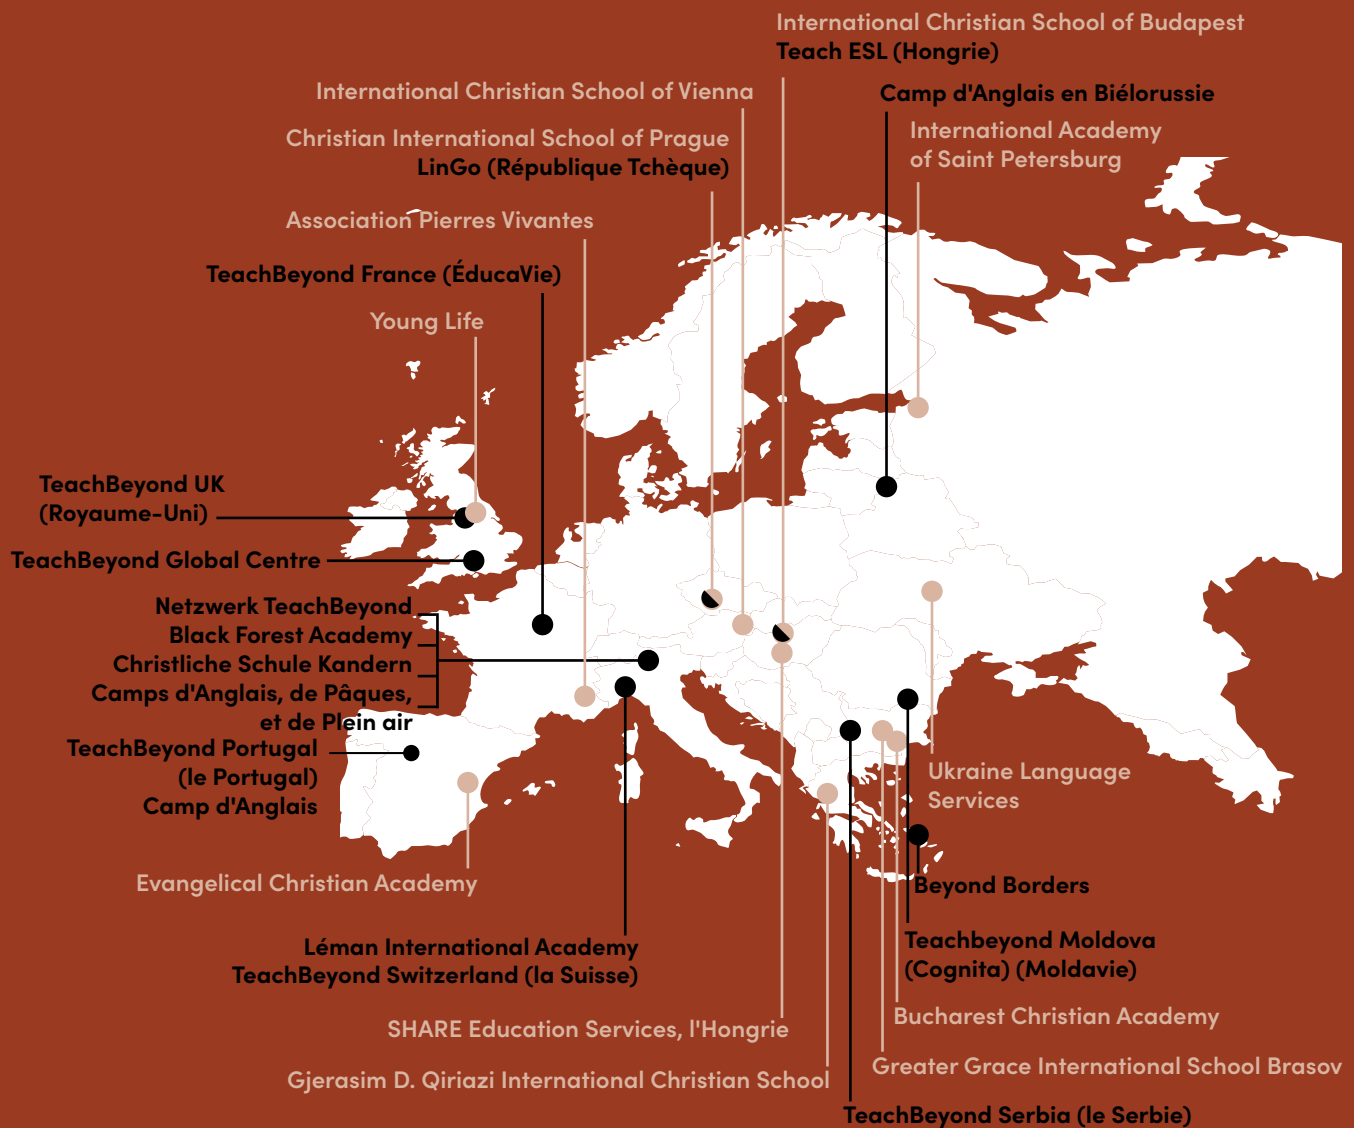 International Christian School of Budapest
Teach ESL (Hongrie)
International Christian School of Vienna
Camp d'Anglais en Biélorussie
Christian International School of Prague
LinGo (République Tchèque)
International Academy
of Saint Petersburg
Association Pierres Vivantes
TeachBeyond France (ÉducaVie)
Young Life
TeachBeyond UK
(Royaume-Uni)
TeachBeyond Global Centre
Netzwerk TeachBeyond
Black Forest Academy
Christliche Schule Kandern
Camps d'Anglais, de Pâques,
et de Plein air
TeachBeyond Portugal
(le Portugal)
Camp d'Anglais
Ukraine Language
Services
Evangelical Christian Academy
Beyond Borders
Léman International Academy
TeachBeyond Switzerland (la Suisse)
Teachbeyond Moldova
(Cognita) (Moldavie)
SHARE Education Services, l'Hongrie
Bucharest Christian Academy
Gjerasim D. Qiriazi International Christian School
Greater Grace International School Brasov
TeachBeyond Serbia (le Serbie)